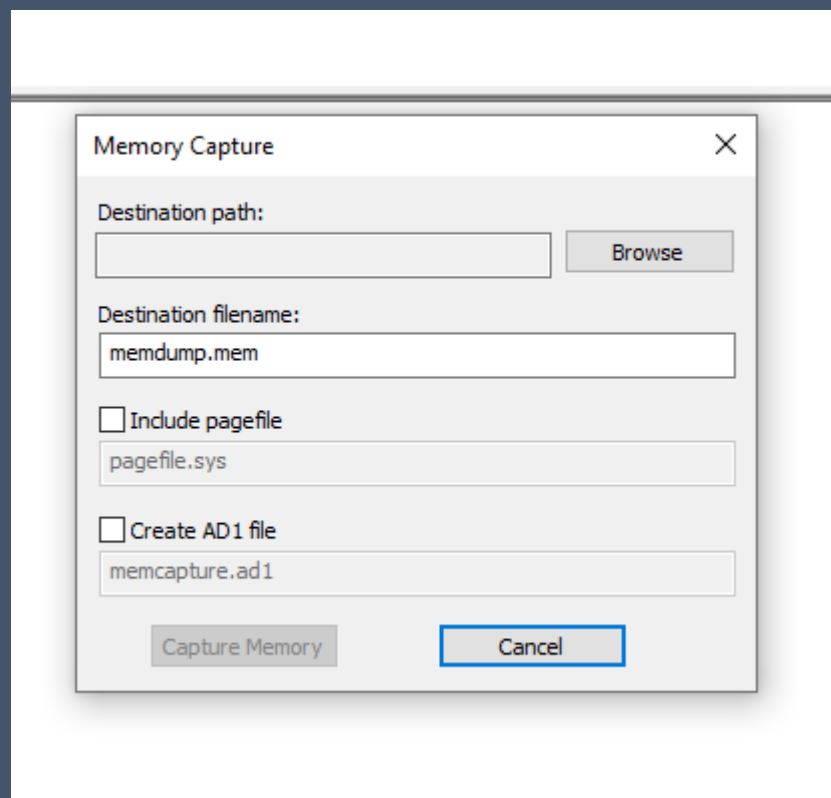 Memory Capture
Destination path:
Browse
Destination filename:
memdump.mem
Include pagefile
pagefile.sys
Create AD1 file
memcapture.ad1
Capture Memory Cancel